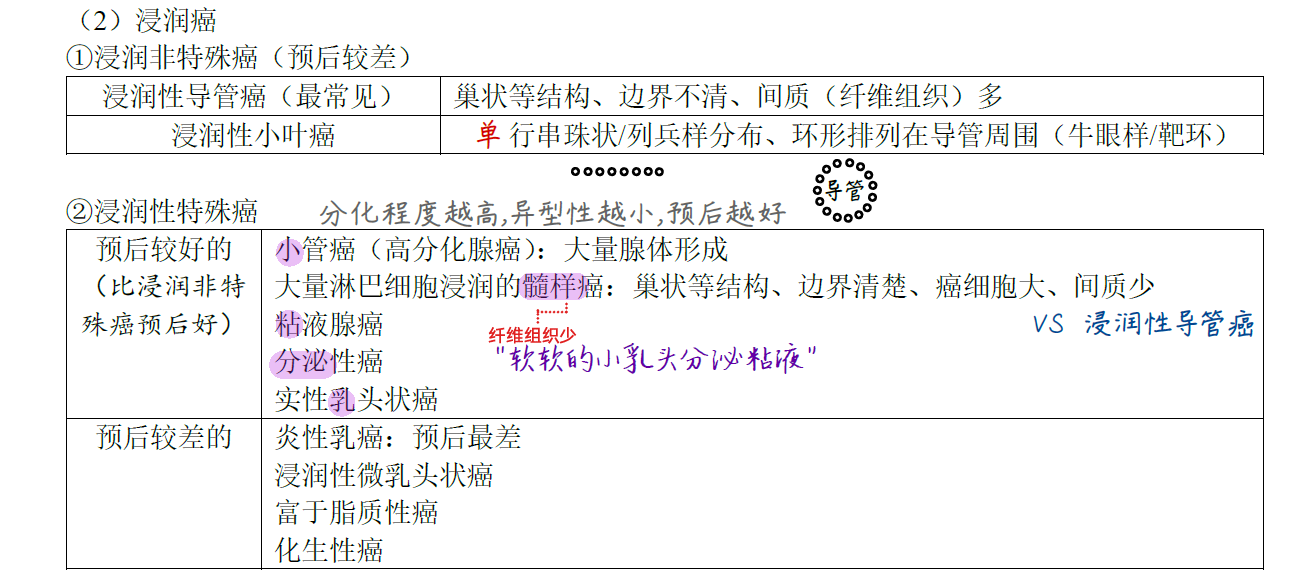 （2）浸润癌
①浸润非特殊癌（预后较差）
浸润性导管癌（最常见） 巢状等结构、边界不清、间质（纤维组织）多
浸润性小叶癌 单行串珠状/列兵样分布、环形排列在导管周围（牛眼样/靶环）
导管
②浸润性特殊癌 分化程度越高,异型性越小,预后越好
预后较好的 小管癌（高分化腺癌）：大量腺体形成
（比浸润非特 大量淋巴细胞浸润的髓样癌：巢状等结构、边界清楚、癌细胞大、间质少
殊癌预后好） 粘液腺癌 纤维组织少 VS 浸润性导管癌
分泌性癌 "软软的小乳头分泌粘液"
实性乳头状癌
预后较差的 炎性乳癌：预后最差
浸润性微乳头状癌
富于脂质性癌
化生性癌